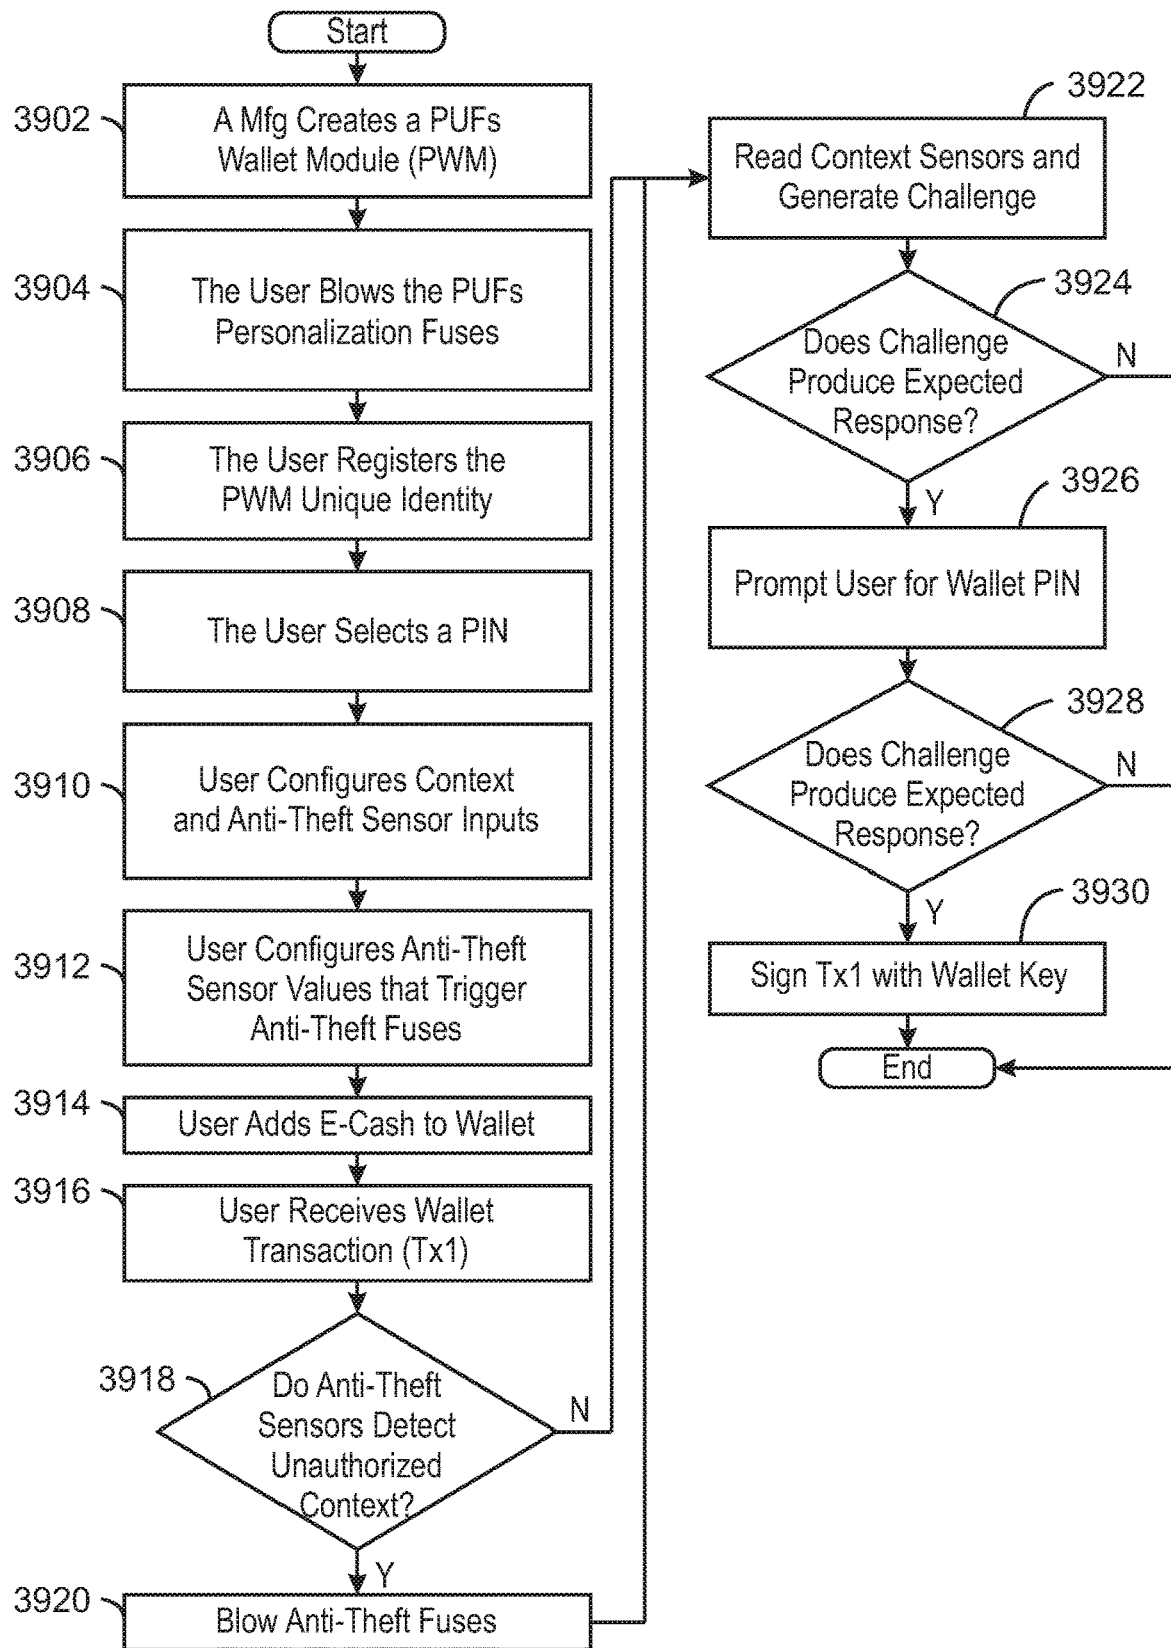 Start
3902
A Mfg Creates a PUFs
Wallet Module (PWM)
3904
The User Blows the PUFs
Personalization Fuses
3906
The User Registers the
PWM Unique Identity
3908
The User Selects a PIN
3910
User Configures Context
and Anti-Theft Sensor Inputs
3912
User Configures Anti-Theft
Sensor Values that Trigger
Anti-Theft Fuses
3914
User Adds E-Cash to Wallet
3916
User Receives Wallet
Transaction (Tx1)
3918
Do Anti-Theft
Sensors Detect
Unauthorized
Context?
N
Y
3920
Blow Anti-Theft Fuses
3922
Read Context Sensors and
Generate Challenge
3924
Does Challenge
Produce Expected
Response?
N
Y
3926
Prompt User for Wallet PIN
3928
Does Challenge
Produce Expected
Response?
N
Y
3930
Sign Tx1 with Wallet Key
End